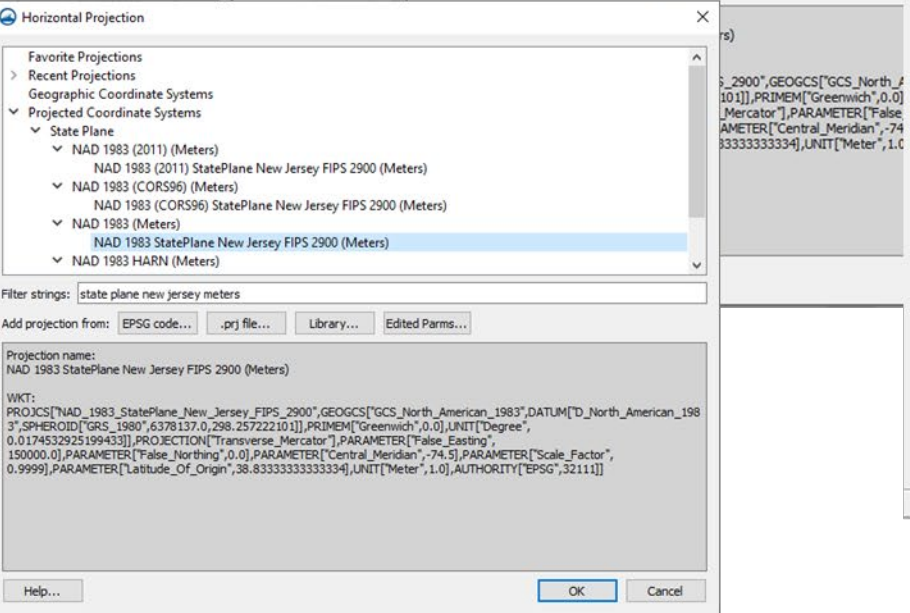 Horizontal Projection
Favorite Projections
Recent Projections
Geographic Coordinate Systems
Projected Coordinate Systems
State Plane
NAD 1983 (2011) (Meters)
NAD 1983 (2011) StatePlane New Jersey FIPS 2900 (Meters)
NAD 1983 (CORS96) (Meters)
NAD 1983 (CORS96) StatePlane New Jersey FIPS 2900 (Meters)
NAD 1983 (Meters)
NAD 1983 StatePlane New Jersey FIPS 2900 (Meters)
NAD 1983 HARN (Meters)
Filter strings: state plane new jersey meters
Add projection from: EPSG code... .prj file... Library... Edited Parms...
Projection name:
NAD 1983 StatePlane New Jersey FIPS 2900 (Meters)
WKT:
PROJCS["NAD_1983_StatePlane_New_Jersey_FIPS_2900",GEOGCS["GCS_North_American_1983",DATUM["D_North_American_198
3",SPHEROID["GRS_1980",6378137.0,298.257222101]],PRIMEM["Greenwich",0.0],UNIT["Degree",
0.0174532925199433]],PROJECTION["Transverse_Mercator"],PARAMETER["False_Easting",
150000.0],PARAMETER["False_Northing",0.0],PARAMETER["Central_Meridian",-74.5],PARAMETER["Scale_Factor",
0.9999],PARAMETER["Latitude_Of_Origin",38.83333333333334],UNIT["Meter",1.0],AUTHORITY["EPSG",32111]]
Help... OK Cancel
rs)
_2900",GEOGCS["GCS_North_A
101]],PRIMEM["Greenwich",0.0]
_Mercator"],PARAMETER["False_
AMETER["Central_Meridian",-74
33333333334],UNIT["Meter",1.0